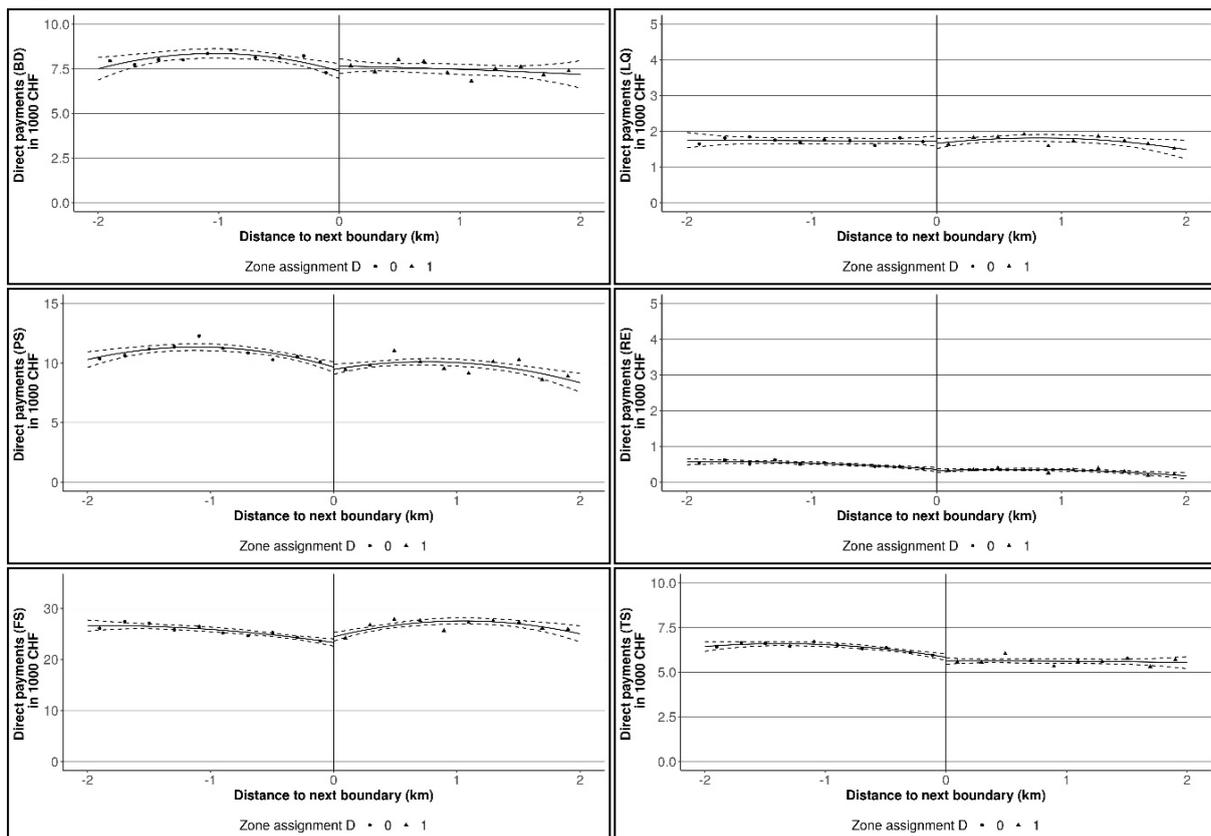 Direct payments (BD)
in 1000 CHF
10.0
7.5
5.0
2.5
0.0
-2 -1 0 1 2
Distance to next boundary (km)
Zone assignment D 0 1
Direct payments (LQ)
in 1000 CHF
5
4
3
2
1
0
-2 -1 0 1 2
Distance to next boundary (km)
Zone assignment D 0 1
Direct payments (PS)
in 1000 CHF
15
10
5
0
-2 -1 0 1 2
Distance to next boundary (km)
Zone assignment D 0 1
Direct payments (RE)
in 1000 CHF
5
4
3
2
1
0
-2 -1 0 1 2
Distance to next boundary (km)
Zone assignment D 0 1
Direct payments (FS)
in 1000 CHF
30
20
10
0
-2 -1 0 1 2
Distance to next boundary (km)
Zone assignment D 0 1
Direct payments (TS)
in 1000 CHF
10.0
7.5
5.0
2.5
0.0
-2 -1 0 1 2
Distance to next boundary (km)
Zone assignment D 0 1